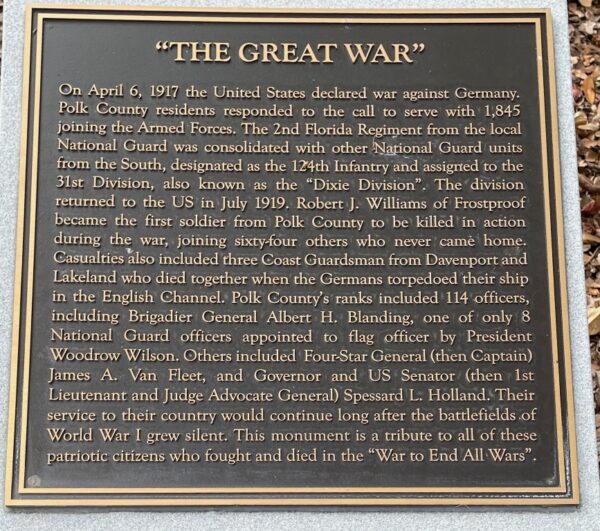 "THE GREAT WAR"
On April 6, 1917 the United States declared war against Germany.
Polk County residents responded to the call to serve with 1,845
joining the Armed Forces. The 2nd Florida Regiment from the local
National Guard was consolidated with other National Guard units
from the South, designated as the 124th Infantry and assigned to the
31st Division, also known as the "Dixie Division". The division
returned to the US in July 1919. Robert J. Williams of Frostproof
became the first soldier from Polk County to be killed in action
during the war, joining sixty-four others who never came home.
Casualties also included three Coast Guardsman from Davenport and
Lakeland who died together when the Germans torpedoed their ship
in the English Channel. Polk County's ranks included 114 officers,
including Brigadier General Albert H. Blanding, one of only 8
National Guard officers appointed to flag officer by President
Woodrow Wilson. Others included Four-Star General (then Captain)
James A. Van Fleet, and Governor and US Senator (then 1st
Lieutenant and Judge Advocate General) Spessard L. Holland. Their
service to their country would continue long after the battlefields of
World War I grew silent. This monument is a tribute to all of these
patriotic citizens who fought and died in the "War to End All Wars".